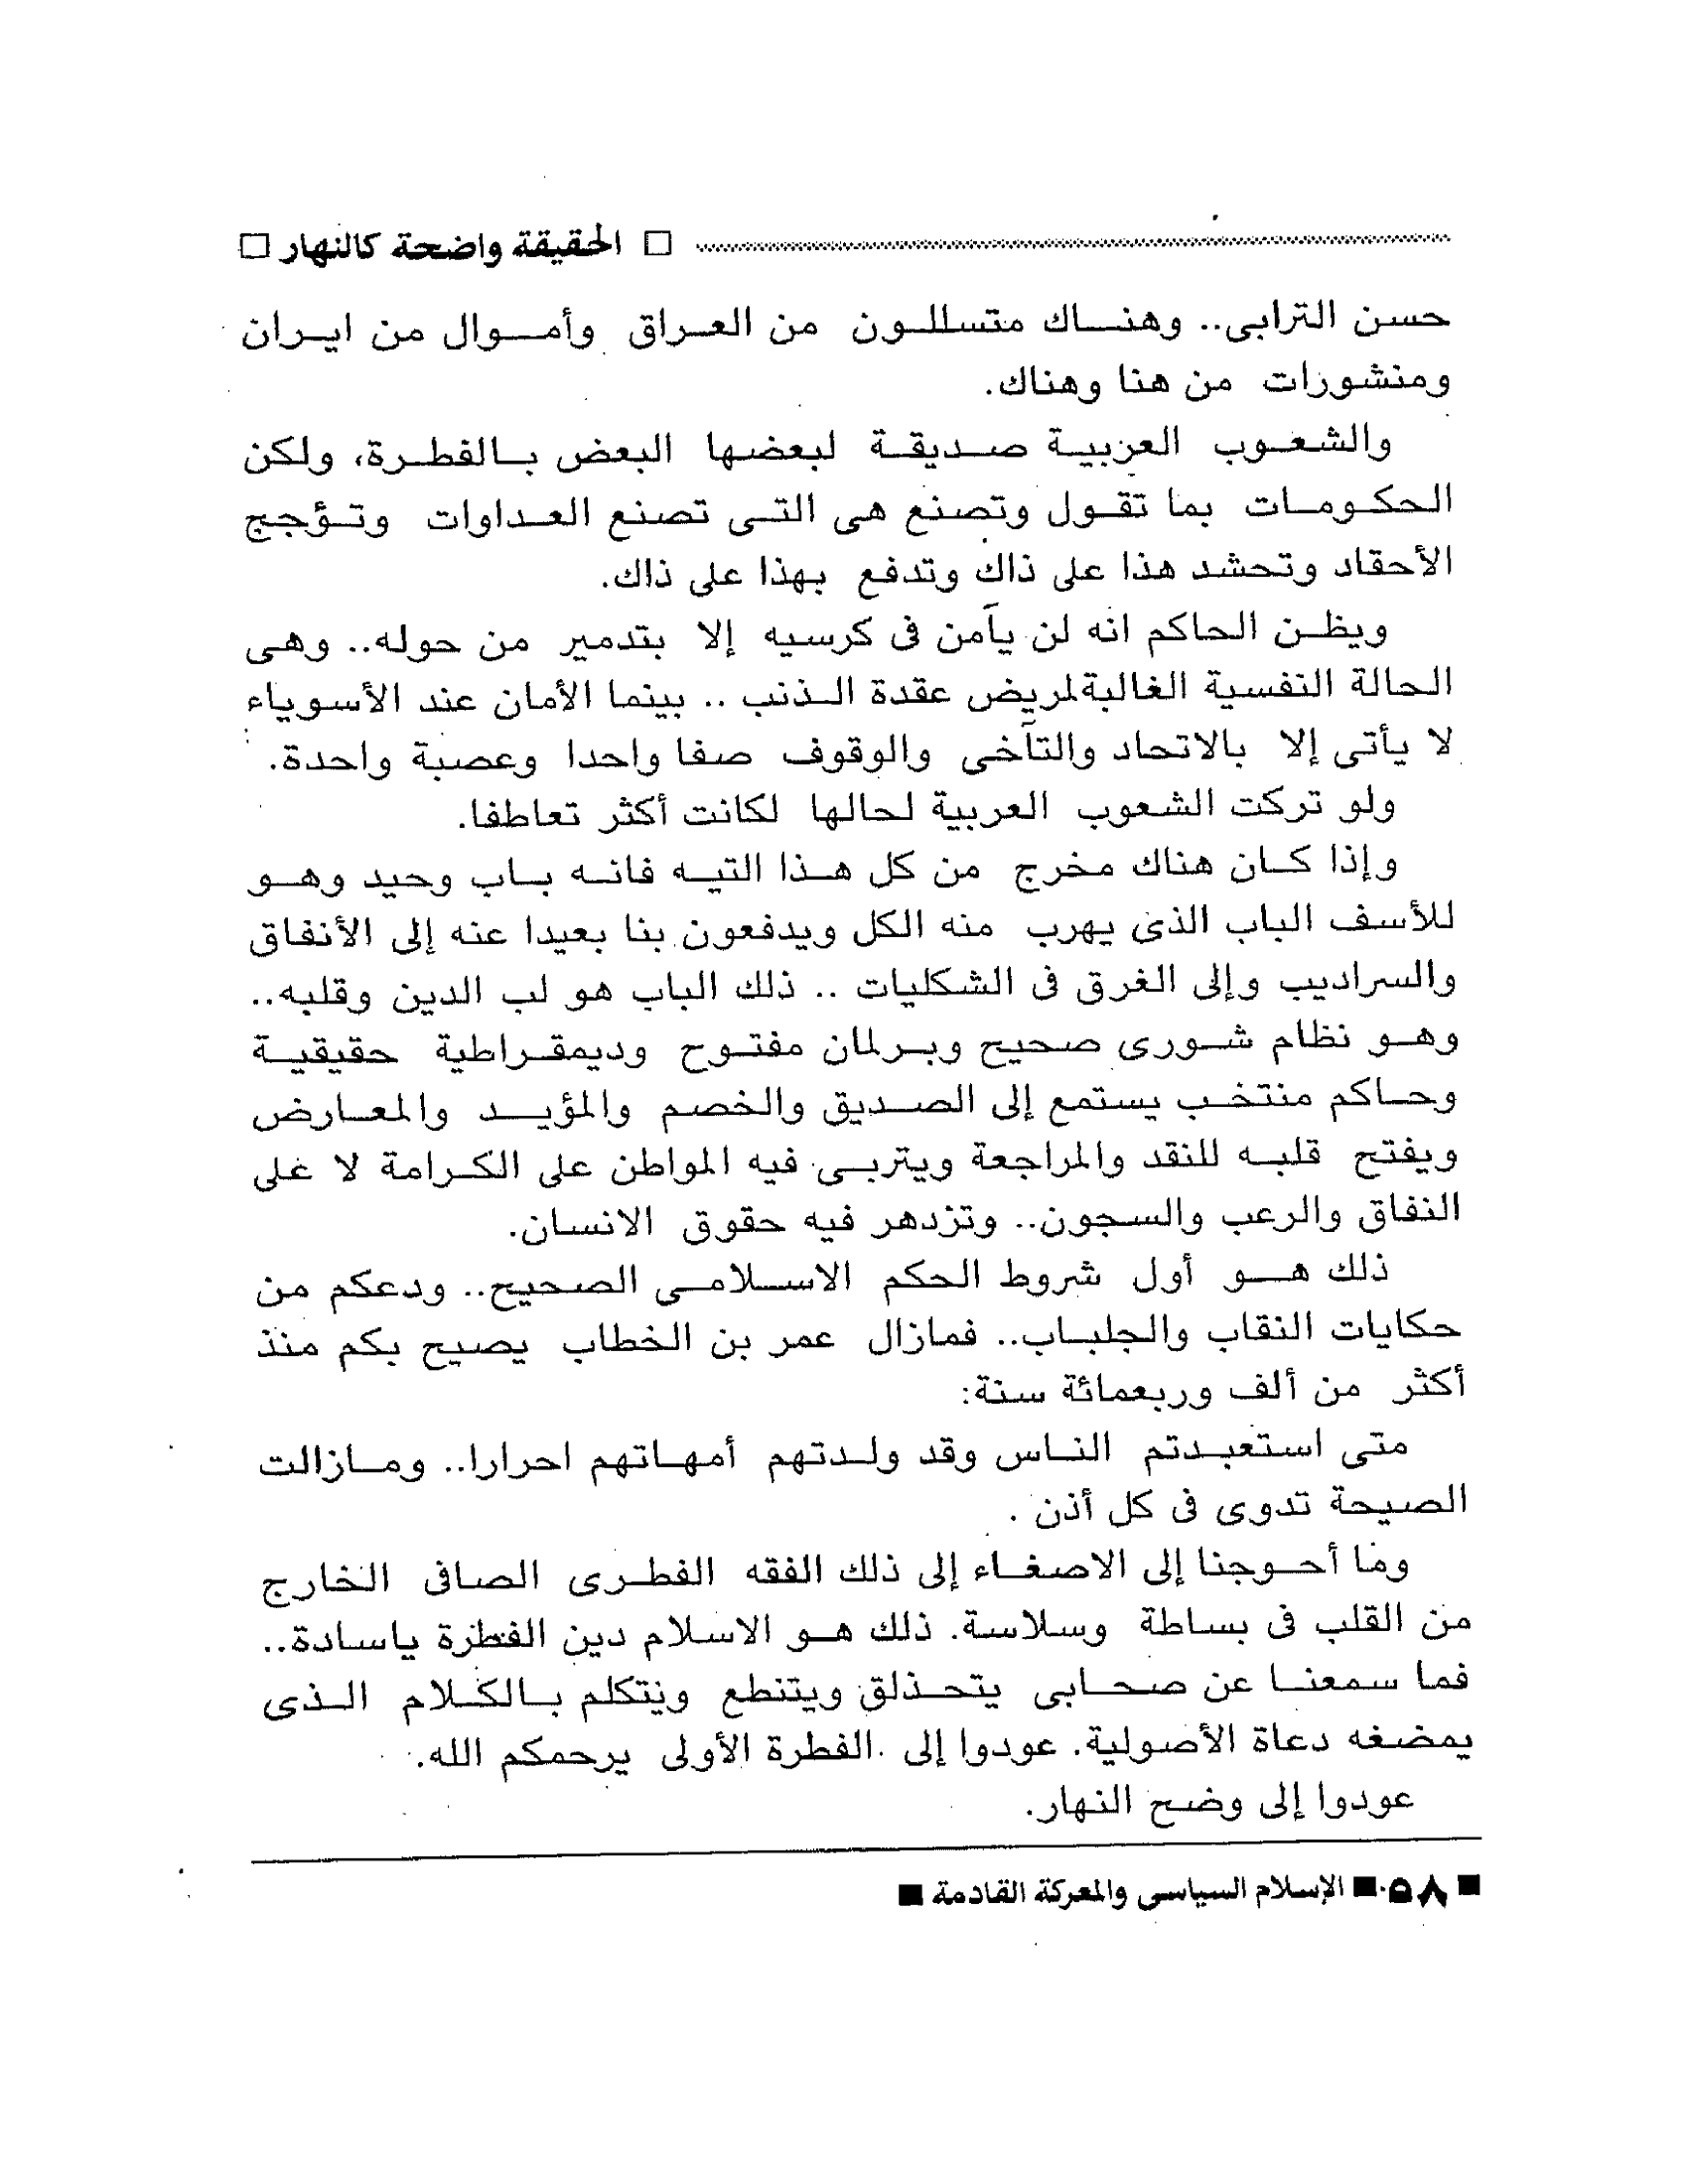 □ الحقيقة واضحة كالنهار □
حسن الترابى.. وهناك متسللون من العراق وأموال من ايران
ومنشورات من هنا وهناك.
والشعوب العربية صديقة لبعضها البعض بالفطرة، ولكن
الحكومات بما تقول وتصنع هى التى تصنع العداوات وتؤجج
الأحقاد وتحشد هذا على ذاك وتدفع بهذا على ذاك.
ويظن الحاكم انه لن يأمن فى كرسيه إلا بتدمير من حوله.. وهى
الحالة النفسية الغالبة لمريض عقدة الذنب .. بينما الأمان عند الأسوياء
لا يأتى إلا بالاتحاد والتآخى والوقوف صفا واحدا وعصبة واحدة.
ولو تركت الشعوب العربية لحالها لكانت أكثر تعاطفا.
وإذا كان هناك مخرج من كل هذا التيه فانه باب وحيد وهو
للأسف الباب الذى يهرب منه الكل ويدفعون بنا بعيدا عنه إلى الأنفاق
والسراديب وإلى الغرق فى الشكليات .. ذلك الباب هو لب الدين وقلبه..
وهو نظام شورى صحيح وبرلمان مفتوح وديمقراطية حقيقية
وحاكم منتخب يستمع إلى الصديق والخصم والمؤيد والمعارض
ويفتح قلبه للنقد والمراجعة ويتربى فيه المواطن على الكرامة لا على
النفاق والرعب والسجون.. وتزدهر فيه حقوق الانسان.
ذلك هو أول شروط الحكم الاسلامى الصحيح.. ودعكم من
حكايات النقاب والجلباب.. فمازال عمر بن الخطاب يصيح بكم منذ
أكثر من ألف وربعمائة سنة:
متى استعبدتم الناس وقد ولدتهم أمهاتهم احرارا.. ومازالت
الصيحة تدوى فى كل أذن .
وما أحوجنا إلى الاصغاء إلى ذلك الفقه الفطرى الصافى الخارج
من القلب فى بساطة وسلاسة. ذلك هو الاسلام دين الفطرة ياسادة..
فما سمعنا عن صحابى يتحذلق ويتنطع ونتكلم بالكلام الذى
يمضغه دعاة الأصولية. عودوا إلى الفطرة الأولى يرحمكم الله.
عودوا إلى وضح النهار.
■ ٥٨ ■ الإسلام السياسى والمعركة القادمة ■